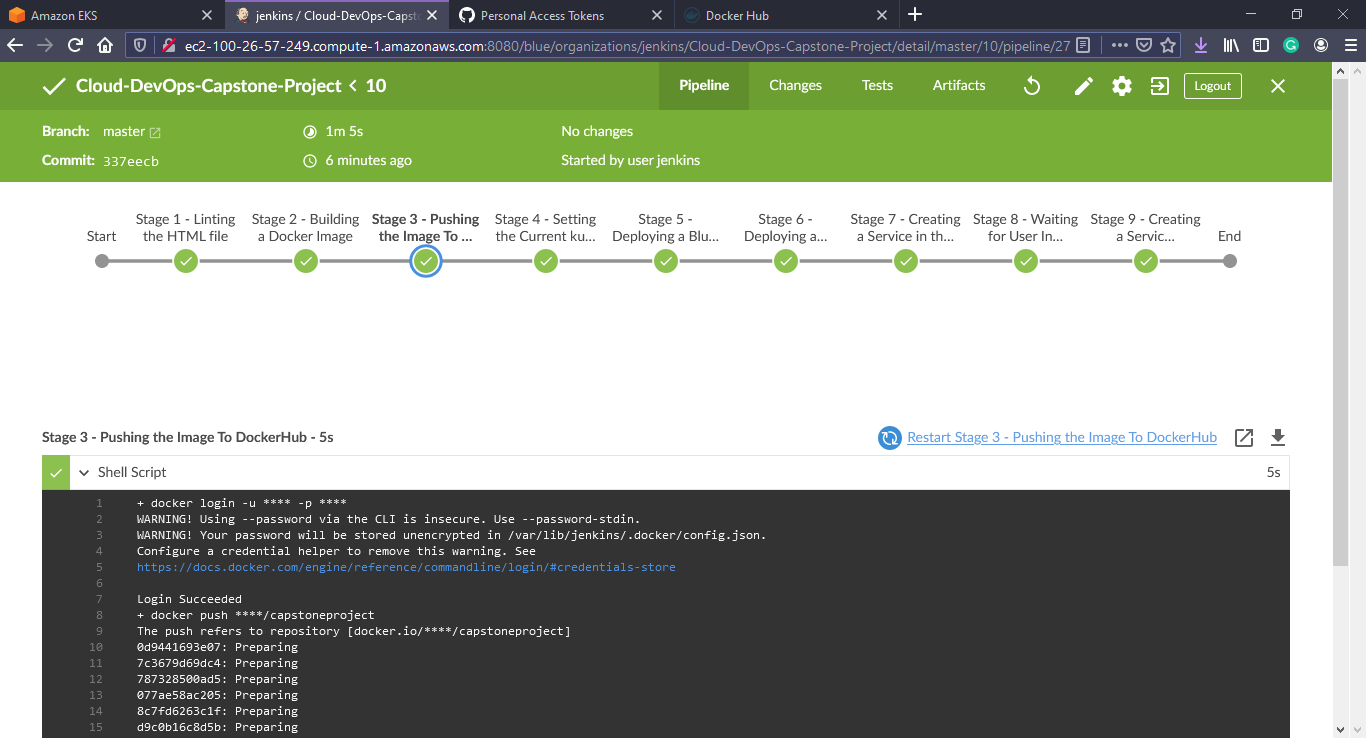 Amazon EKS
jenkins / Cloud-DevOps-Capst
Personal Access Tokens
Docker Hub
ec2-100-26-57-249.compute-1.amazonaws.com:8080/blue/organizations/jenkins/Cloud-DevOps-Capstone-Project/detail/master/10/pipeline/27
Cloud-DevOps-Capstone-Project < 10
Pipeline
Changes
Tests
Artifacts
Logout
Branch: master
1m 5s
No changes
Commit: 337eecb
6 minutes ago
Started by user jenkins
Start
Stage 1 - Linting
the HTML file
Stage 2 - Building
a Docker Image
Stage 3 - Pushing
the Image To ...
Stage 4 - Setting
the Current ku...
Stage 5 -
Deploying a Blu...
Stage 6 -
Deploying a...
Stage 7 - Creating
a Service in th...
Stage 8 - Waiting
for User In...
Stage 9 - Creating
a Servic...
End
Stage 3 - Pushing the Image To DockerHub - 5s
Restart Stage 3 - Pushing the Image To DockerHub
Shell Script
5s
1 + docker login -u **** -p ****
2 WARNING! Using --password via the CLI is insecure. Use --password-stdin.
3 WARNING! Your password will be stored unencrypted in /var/lib/jenkins/.docker/config.json.
4 Configure a credential helper to remove this warning. See
5 https://docs.docker.com/engine/reference/commandline/login/#credentials-store
6
7 Login Succeeded
8 + docker push ****/capstoneproject
9 The push refers to repository [docker.io/****/capstoneproject]
10 0d9441693e07: Preparing
11 7c3679d69dc4: Preparing
12 787328500ad5: Preparing
13 077ae58ac205: Preparing
14 8c7fd6263c1f: Preparing
15 d9c0b16c8d5b: Preparing